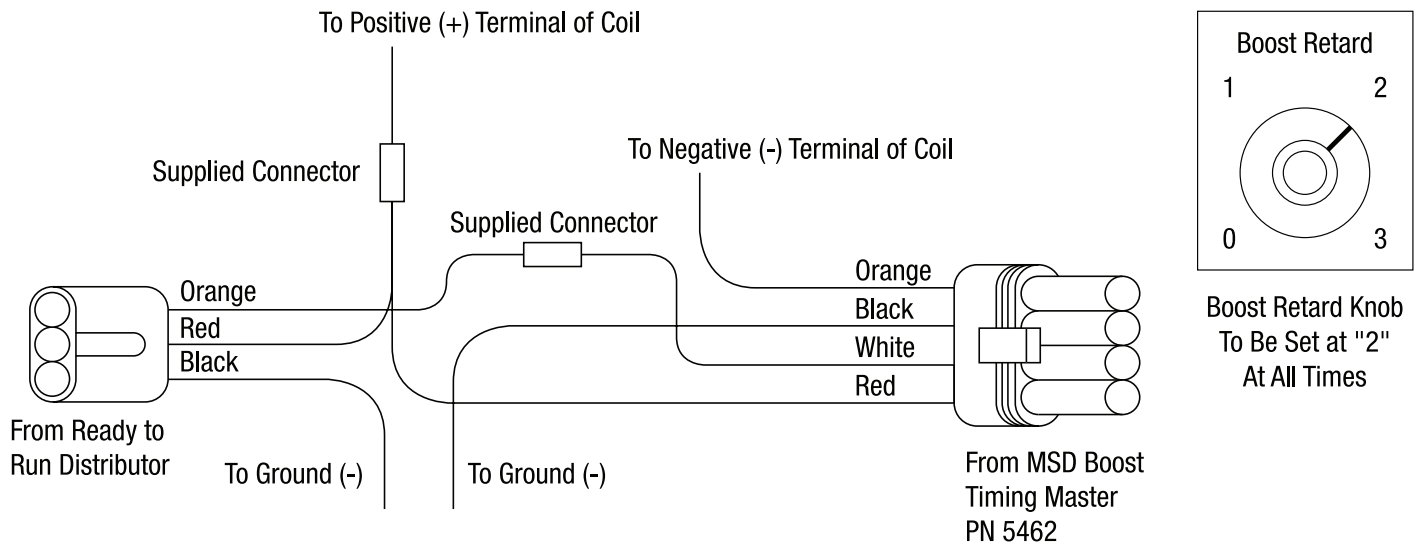 To Positive (+) Terminal of Coil
Supplied Connector
To Negative (-) Terminal of Coil
Supplied Connector
Orange
Red
Black
From Ready to
Run Distributor
To Ground (-)
To Ground (-)
Orange
Black
White
Red
From MSD Boost
Timing Master
PN 5462
Boost Retard
1 2
0 3
Boost Retard Knob
To Be Set at "2"
At All Times